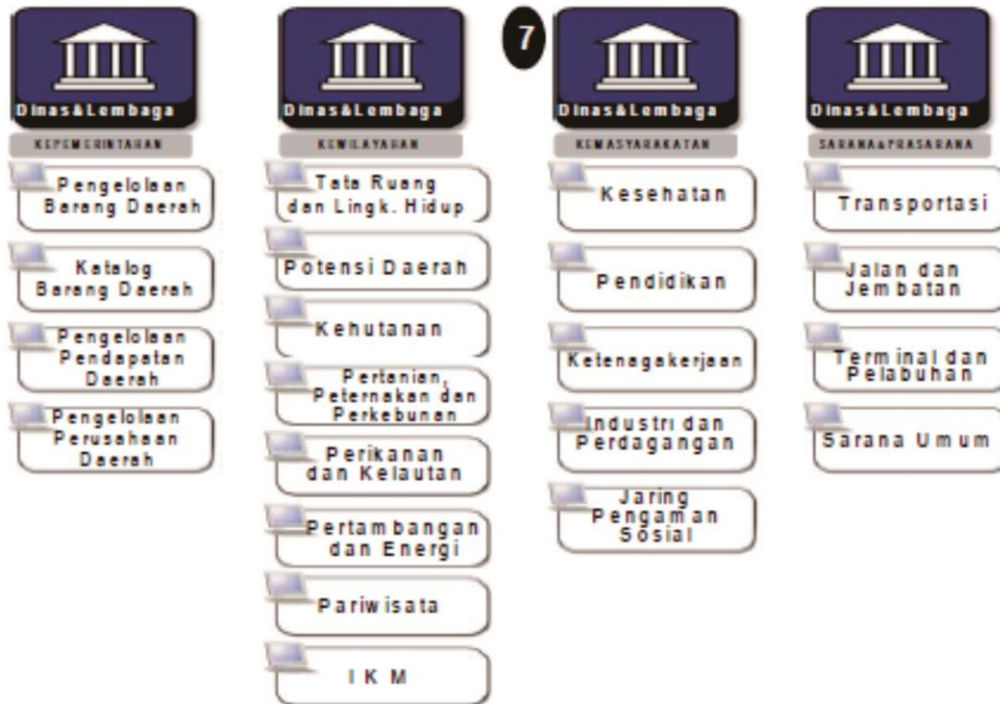 7
Dinas&Lembaga
KEPEMERINTAHAN
Pengelolaan
Barang Daerah
Katalog
Barang Daerah
Pengelolaan
Pendapatan
Daerah
Pengelolaan
Perusahaan
Daerah
Dinas&Lembaga
KEWILAYAHAN
Tata Ruang
dan Lingk. Hidup
Potensi Daerah
Kehutanan
Pertanian,
Peternakan dan
Perkebunan
Perikanan
dan Kelautan
Pertambangan
dan Energi
Pariwisata
IKM
Dinas&Lembaga
KEMASYARAKATAN
Kesehatan
Pendidikan
Ketenagakerjaan
Industri dan
Perdagangan
Jaring
Pengaman
Sosial
Dinas&Lembaga
SARANA&PRASARANA
Transportasi
Jalan dan
Jembatan
Terminal dan
Pelabuhan
Sarana Umum